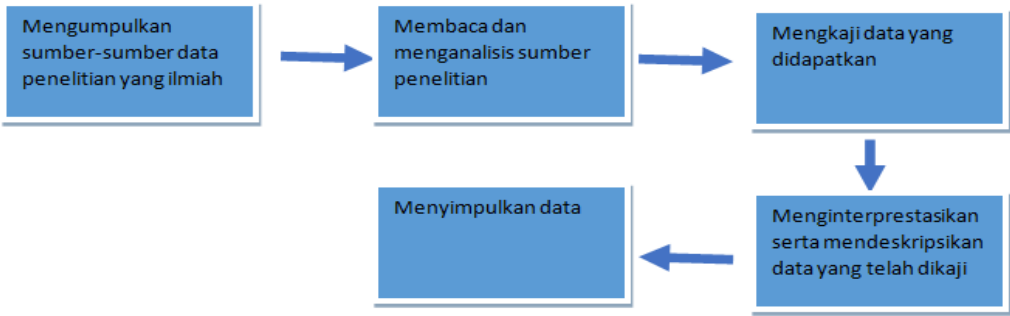 Mengumpulkan
sumber-sumber data
penelitian yang ilmiah
Membaca dan
menganalisis sumber
penelitian
Mengkaji data yang
didapatkan
Menginterprestasikan
serta mendeskripsikan
data yang telah dikaji
Menyimpulkan data